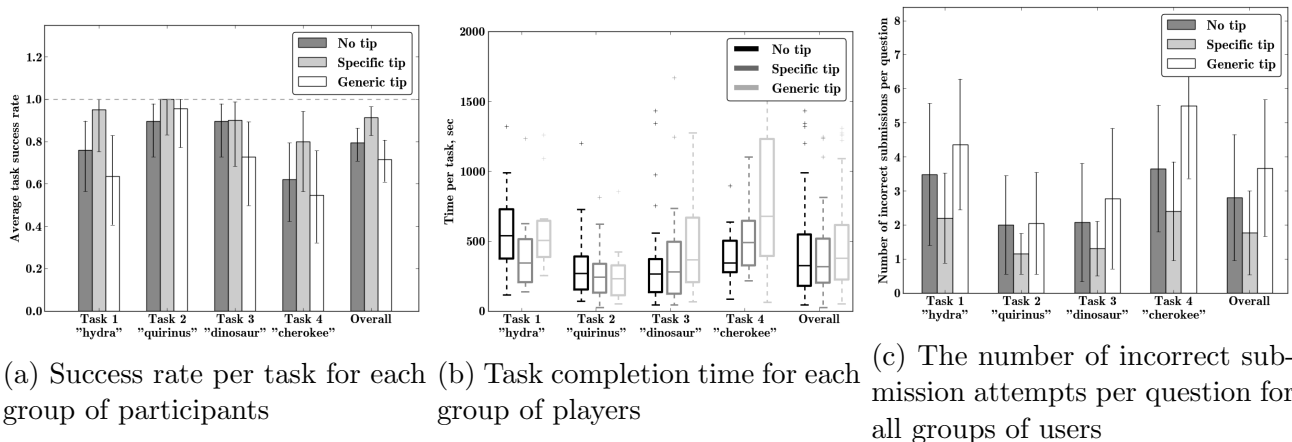 1.2
1.0
0.8
0.6
0.4
0.2
0.0
Average task success rate
No tip
Specific tip
Generic tip
Task 1 Task 2 Task 3 Task 4 Overall
"hydra" "quirinus" "dinosaur" "cherokee"
(a) Success rate per task for each
group of participants
2000
1500
1000
500
0
Time per task, sec
No tip
Specific tip
Generic tip
Task 1 Task 2 Task 3 Task 4 Overall
"hydra" "quirinus" "dinosaur" "cherokee"
(b) Task completion time for each
group of players
8
7
6
5
4
3
2
1
0
Number of incorrect submissions per question
No tip
Specific tip
Generic tip
Task 1 Task 2 Task 3 Task 4 Overall
"hydra" "quirinus" "dinosaur" "cherokee"
(c) The number of incorrect sub-
mission attempts per question for
all groups of users